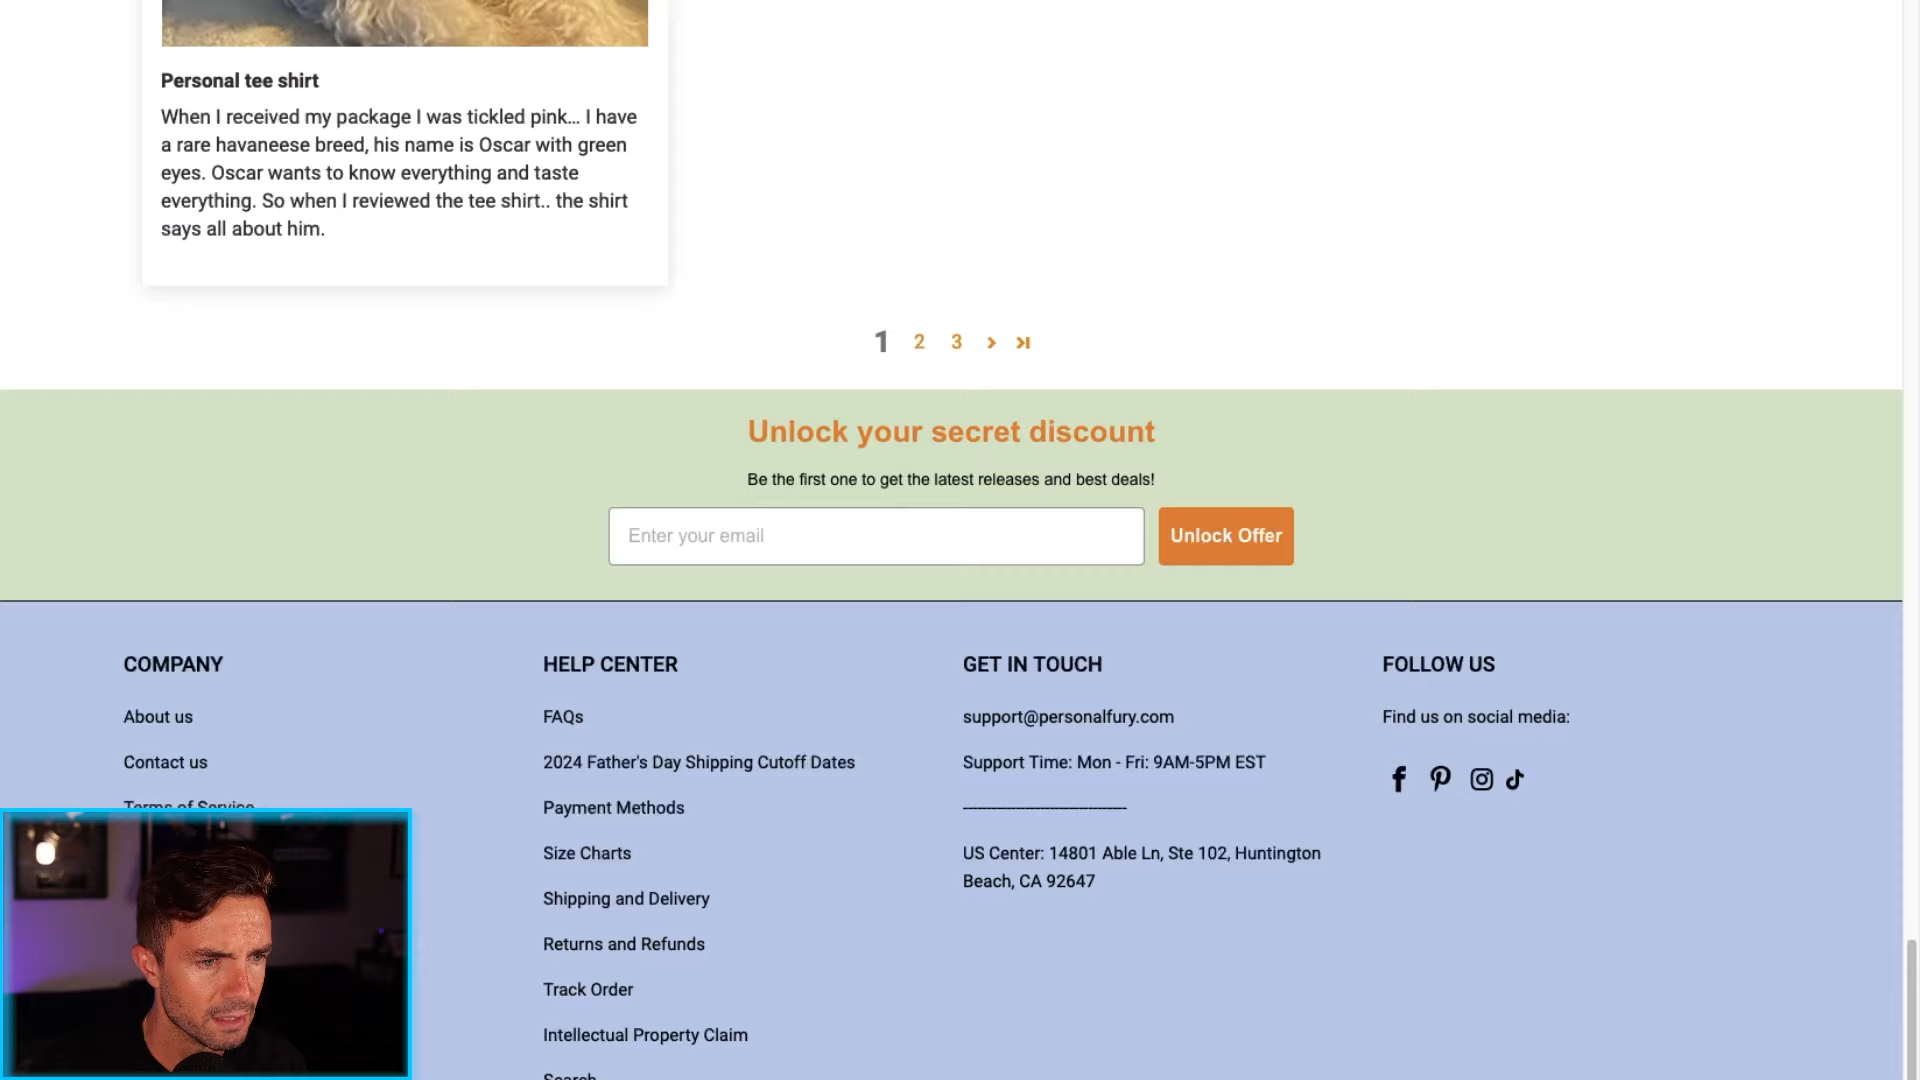 Personal tee shirt
When I received my package I was tickled pink... I have
a rare havaneese breed, his name is Oscar with green
eyes. Oscar wants to know everything and taste
everything. So when I reviewed the tee shirt.. the shirt
says all about him.
1 2 3
Unlock your secret discount
Be the first one to get the latest releases and best deals!
Enter your email
Unlock Offer
COMPANY
About us
Contact us
Terms of Service
HELP CENTER
FAQs
2024 Father's Day Shipping Cutoff Dates
Payment Methods
Size Charts
Shipping and Delivery
Returns and Refunds
Track Order
Intellectual Property Claim
Search
GET IN TOUCH
support@personalfury.com
Support Time: Mon - Fri: 9AM-5PM EST
US Center: 14801 Able Ln, Ste 102, Huntington
Beach, CA 92647
FOLLOW US
Find us on social media: